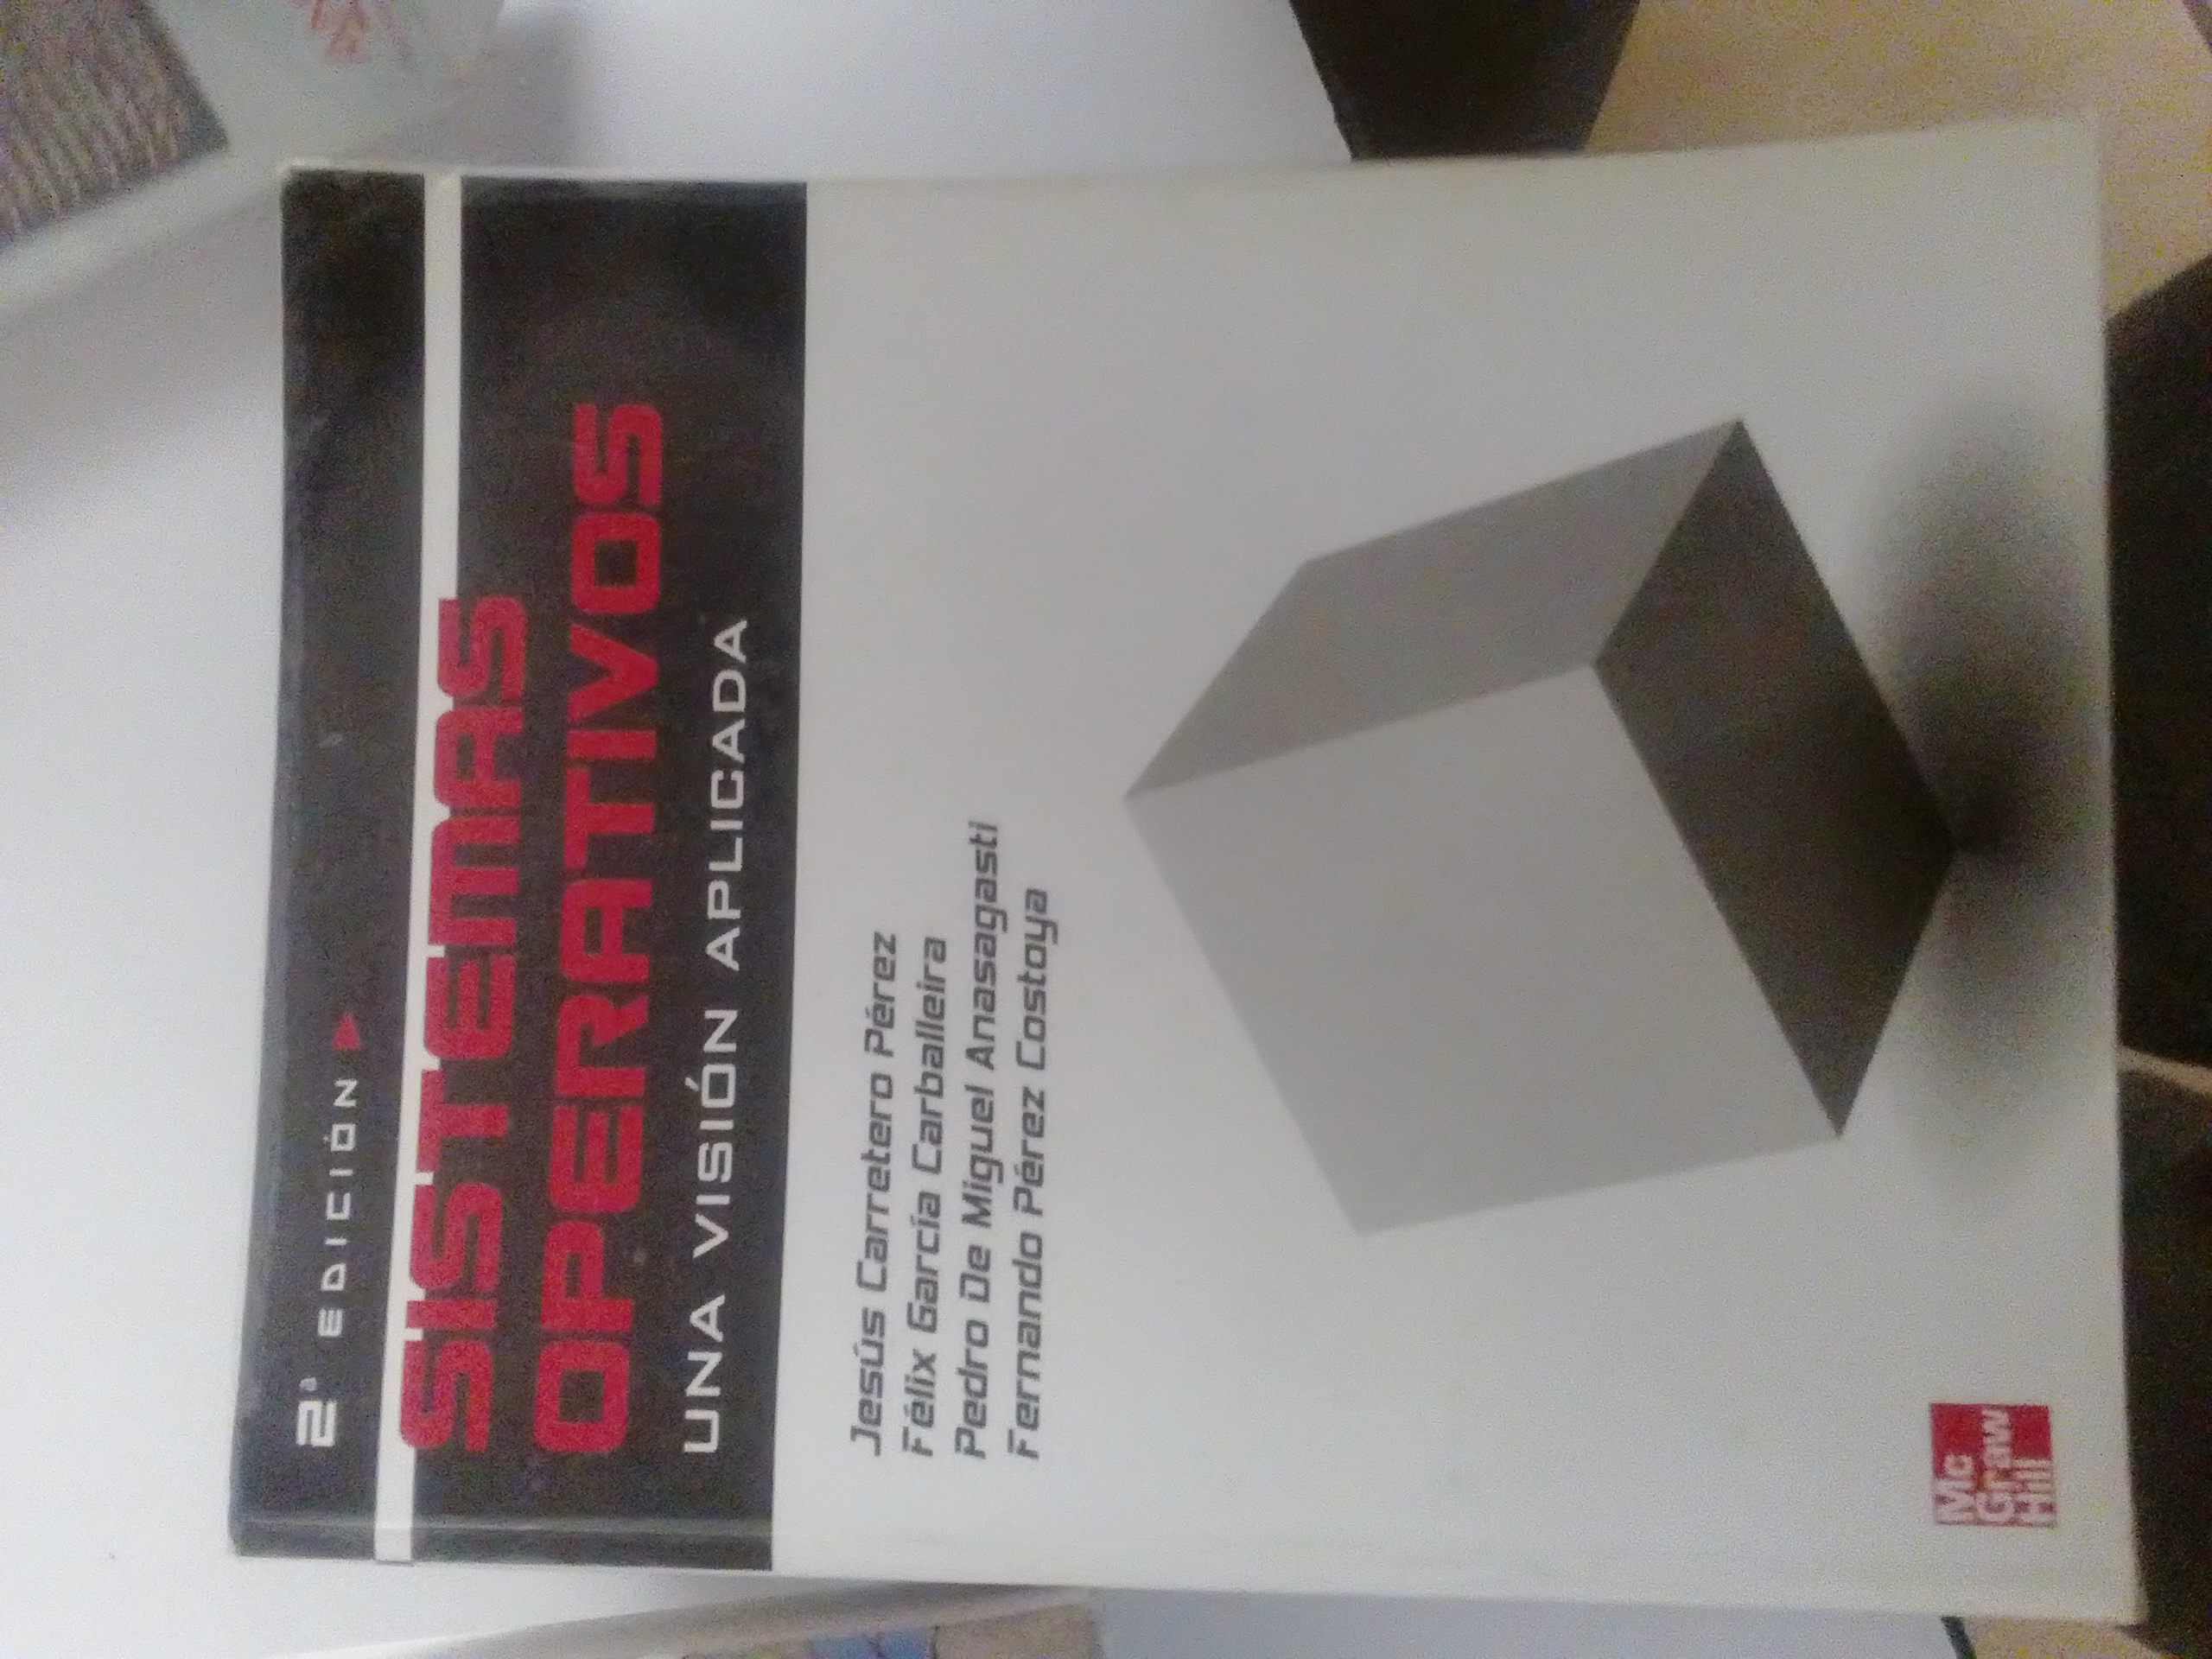 2ª EDICIÓN
SISTEMAS
OPERATIVOS
UNA VISIÓN APLICADA
Jesús Carretero Pérez
Félix García Carballeira
Pedro De Miguel Anasagasti
Fernando Pérez Costoya
Mc
Graw
Hill